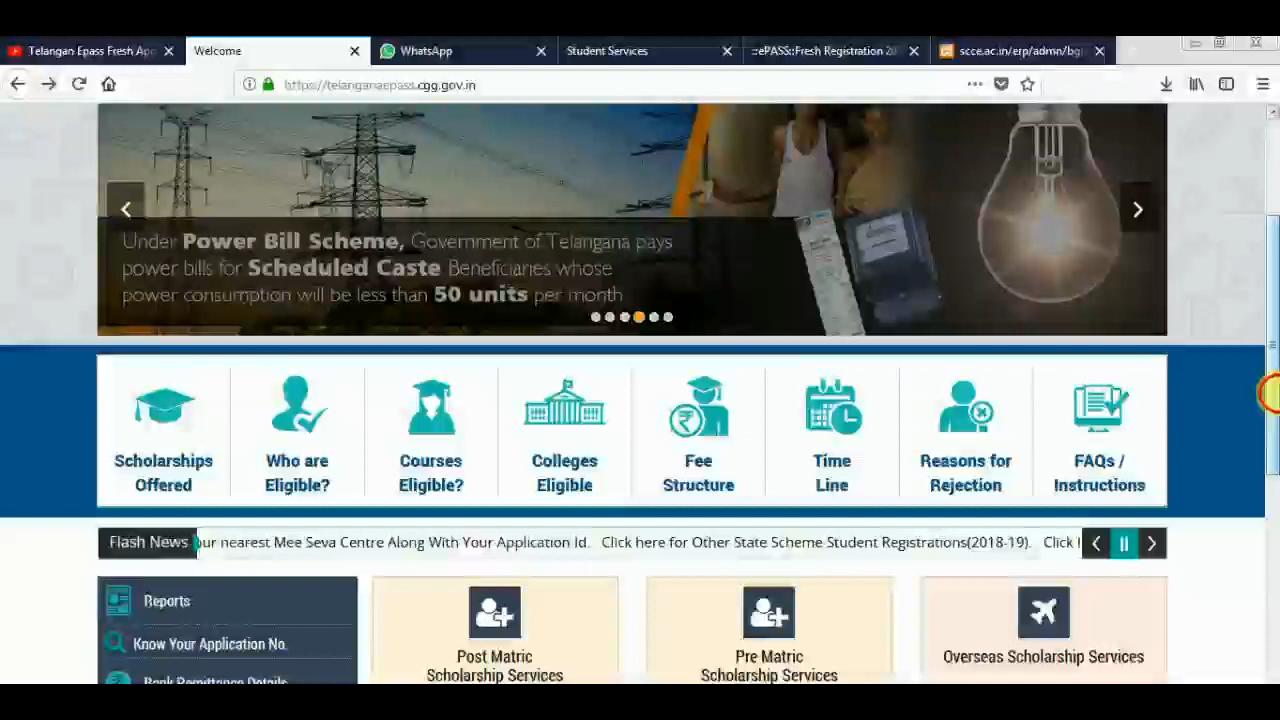 Telangan Epass Fresh App
Welcome
WhatsApp
Student Services
::ePASS::Fresh Registration 20
scce.ac.in/erp/admn/bgi
https://telanganaepass.cgg.gov.in
Under Power Bill Scheme, Government of Telangana pays
power bills for Scheduled Caste Beneficiaries whose
power consumption will be less than 50 units per month
Scholarships
Offered
Who are
Eligible?
Courses
Eligible?
Colleges
Eligible
Fee
Structure
Time
Line
Reasons for
Rejection
FAQs /
Instructions
Flash News
our nearest Mee Seva Centre Along With Your Application Id. Click here for Other State Scheme Student Registrations(2018-19). Click
Reports
Know Your Application No.
Bank Remittance Details
Post Matric
Scholarship Services
Pre Matric
Scholarship Services
Overseas Scholarship Services